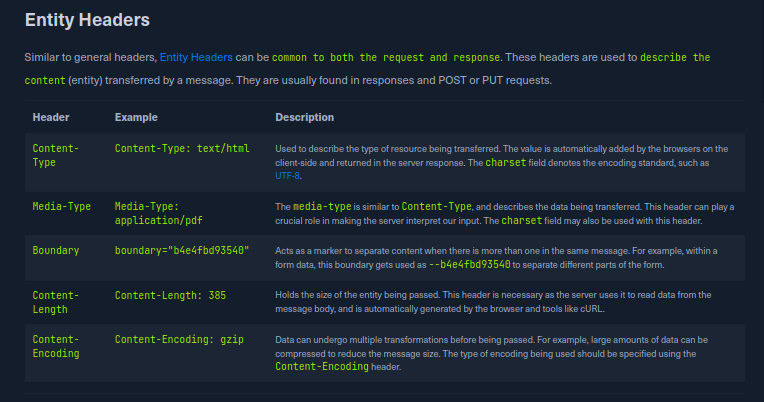 Entity Headers
Similar to general headers, Entity Headers can be common to both the request and response. These headers are used to describe the
content (entity) transferred by a message. They are usually found in responses and POST or PUT requests.
Header Example Description
Content-Type Content-Type: text/html Used to describe the type of resource being transferred. The value is automatically added by the browsers on the
client-side and returned in the server response. The charset field denotes the encoding standard, such as
UTF-8.
Media-Type Media-Type: application/pdf The media-type is similar to Content-Type, and describes the data being transferred. This header can play a
crucial role in making the server interpret our input. The charset field may also be used with this header.
Boundary boundary="b4e4fbd93540" Acts as a marker to separate content when there is more than one in the same message. For example, within a
form data, this boundary gets used as --b4e4fbd93540 to separate different parts of the form.
Content-Length Content-Length: 385 Holds the size of the entity being passed. This header is necessary as the server uses it to read data from the
message body, and is automatically generated by the browser and tools like cURL.
Content-Encoding Content-Encoding: gzip Data can undergo multiple transformations before being passed. For example, large amounts of data can be
compressed to reduce the message size. The type of encoding being used should be specified using the
Content-Encoding header.